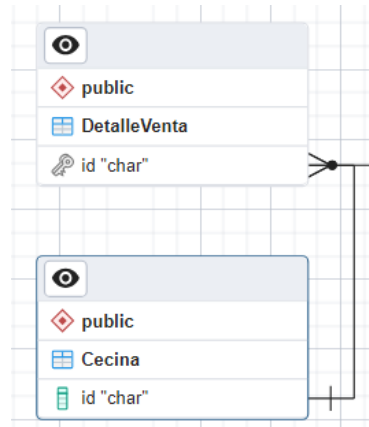 public
DetalleVenta
id "char"
public
Cecina
id "char"